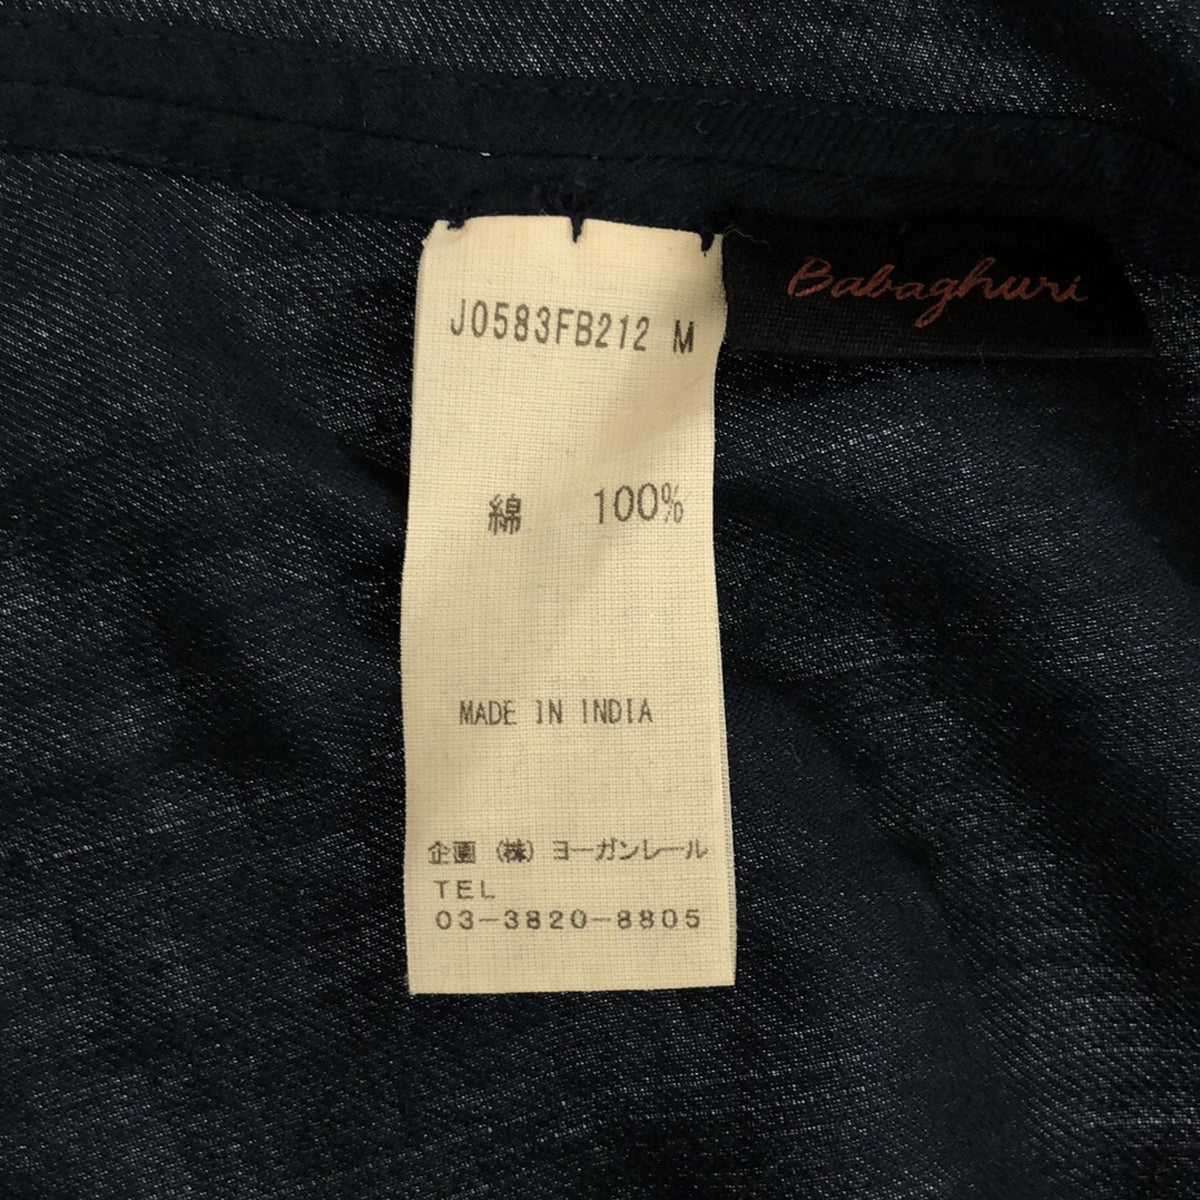 J0583FB212 M
Babaghuri
綿 100%
MADE IN INDIA
企画 (株) ヨーガンレール
TEL
03-3820-8805